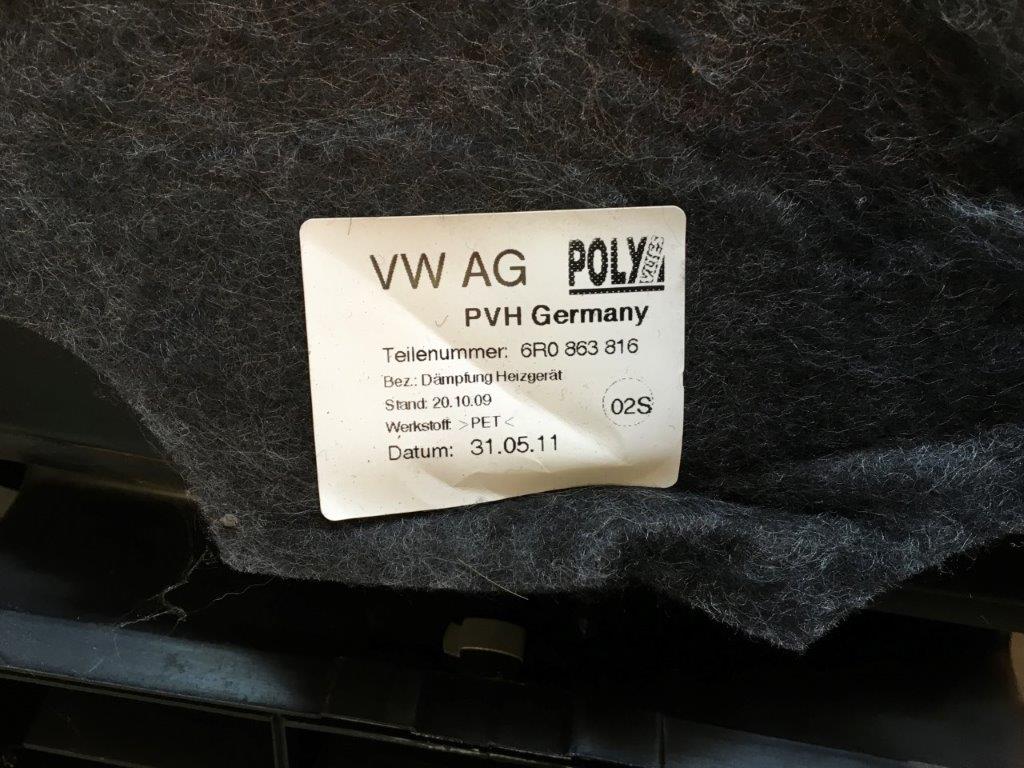 VW AG POLY
PVH Germany
Teilenummer: 6R0 863 816
Bez.: Dämpfung Heizgerät
Stand: 20.10.09
02S
Werkstoff: >PET<
Datum: 31.05.11